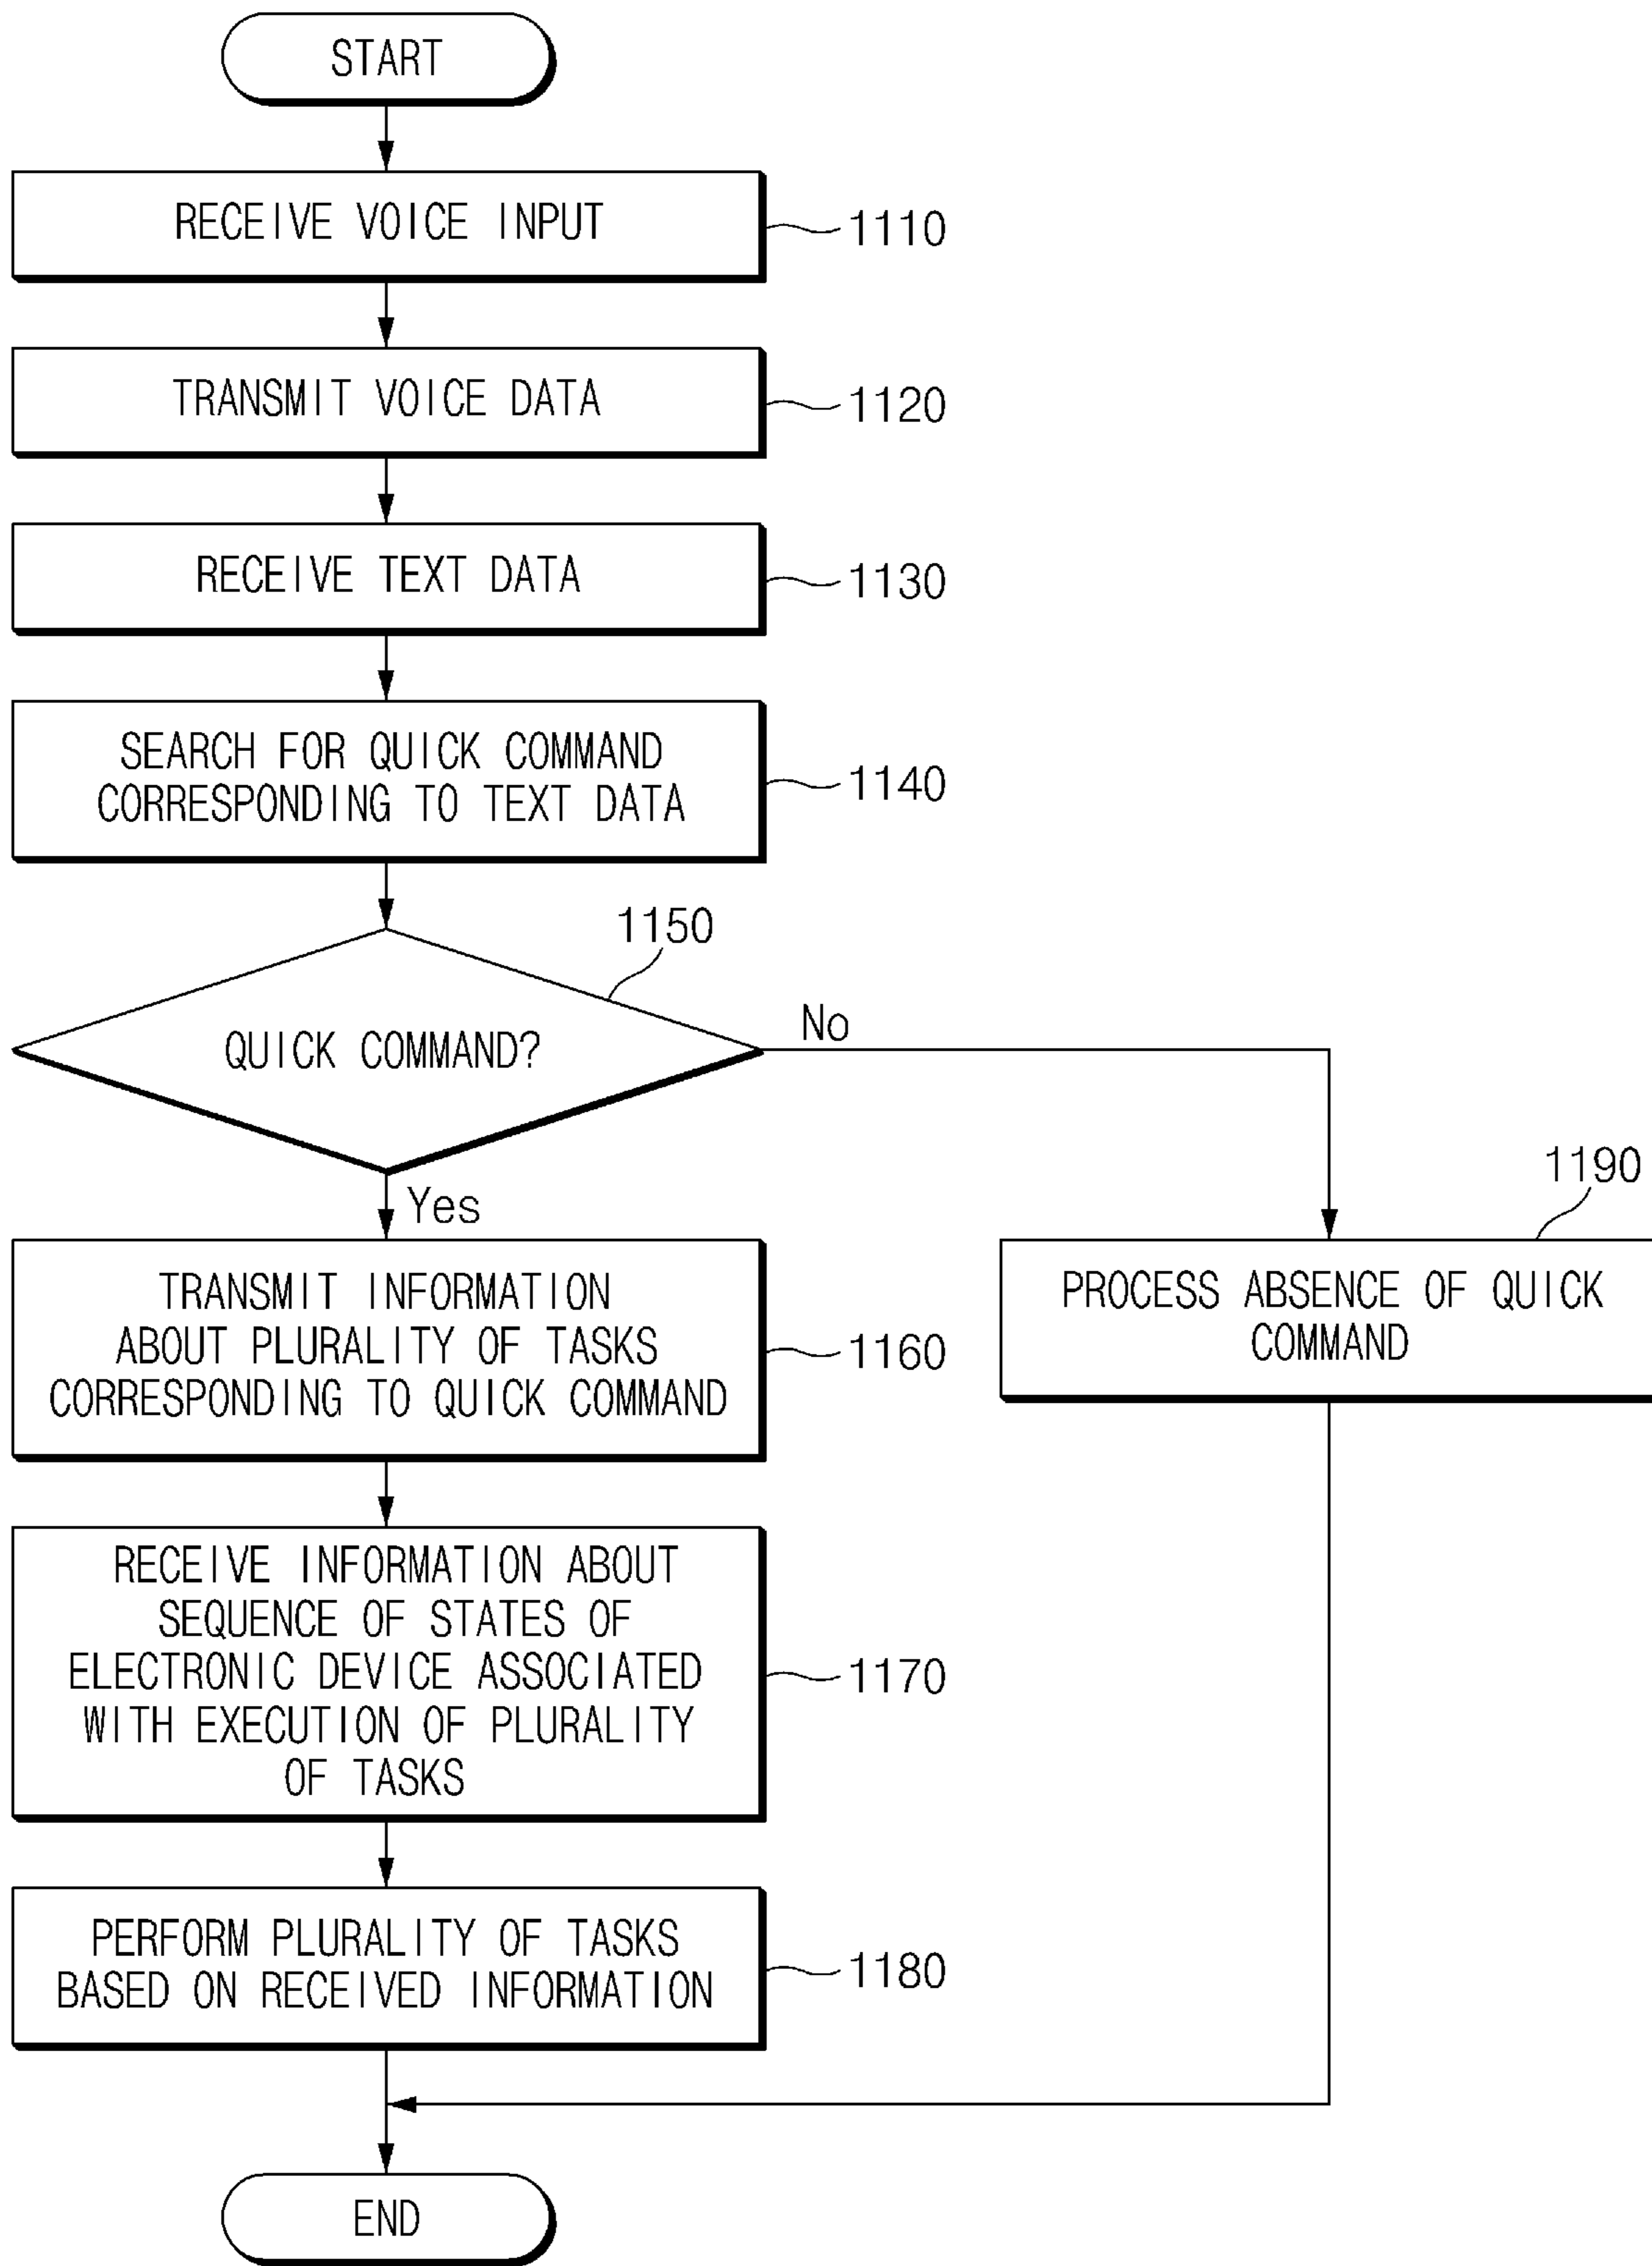 START
RECEIVE VOICE INPUT
1110
TRANSMIT VOICE DATA
1120
RECEIVE TEXT DATA
1130
SEARCH FOR QUICK COMMAND
CORRESPONDING TO TEXT DATA
1140
1150
QUICK COMMAND?
No
Yes
TRANSMIT INFORMATION
ABOUT PLURALITY OF TASKS
CORRESPONDING TO QUICK COMMAND
1160
1190
PROCESS ABSENCE OF QUICK
COMMAND
RECEIVE INFORMATION ABOUT
SEQUENCE OF STATES OF
ELECTRONIC DEVICE ASSOCIATED
WITH EXECUTION OF PLURALITY
OF TASKS
1170
PERFORM PLURALITY OF TASKS
BASED ON RECEIVED INFORMATION
1180
END